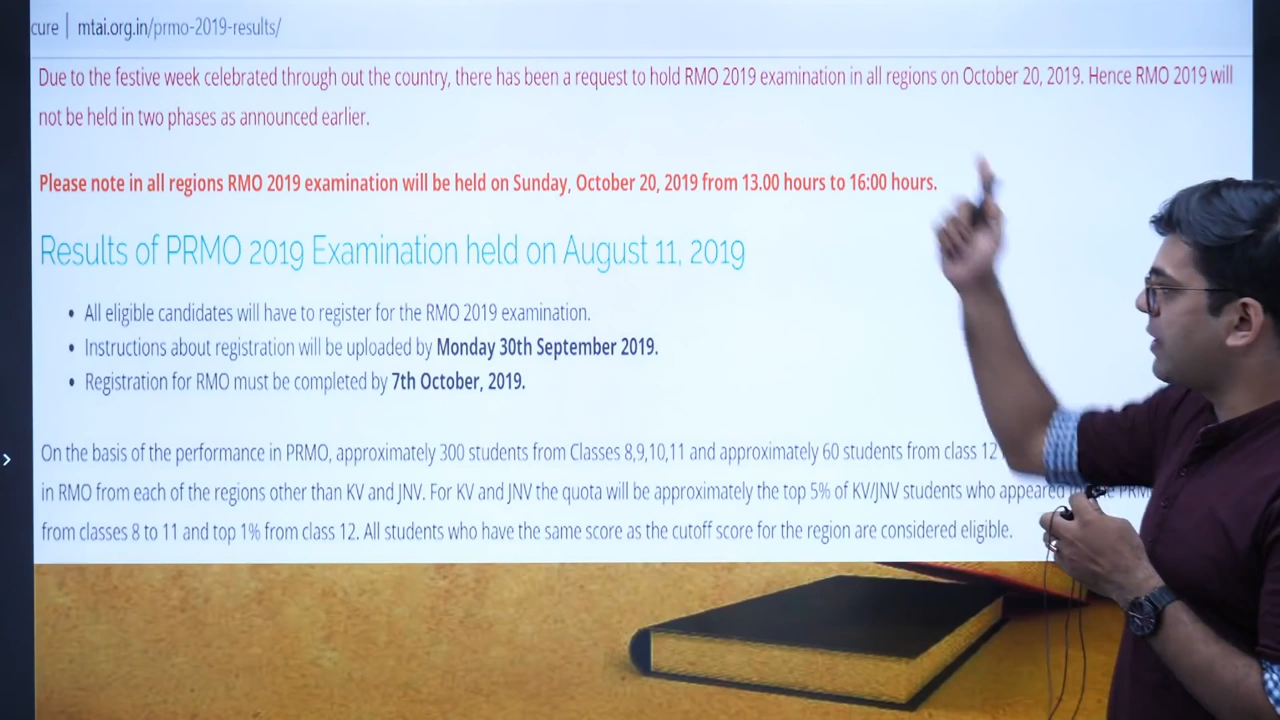 cure | mtai.org.in/prmo-2019-results/
Due to the festive week celebrated through out the country, there has been a request to hold RMO 2019 examination in all regions on October 20, 2019. Hence RMO 2019 will
not be held in two phases as announced earlier.
Please note in all regions RMO 2019 examination will be held on Sunday, October 20, 2019 from 13.00 hours to 16:00 hours.
Results of PRMO 2019 Examination held on August 11, 2019
• All eligible candidates will have to register for the RMO 2019 examination.
• Instructions about registration will be uploaded by Monday 30th September 2019.
• Registration for RMO must be completed by 7th October, 2019.
On the basis of the performance in PRMO, approximately 300 students from Classes 8,9,10,11 and approximately 60 students from class 12
in RMO from each of the regions other than KV and JNV. For KV and JNV the quota will be approximately the top 5% of KV/JNV students who appeared
from classes 8 to 11 and top 1% from class 12. All students who have the same score as the cutoff score for the region are considered eligible.